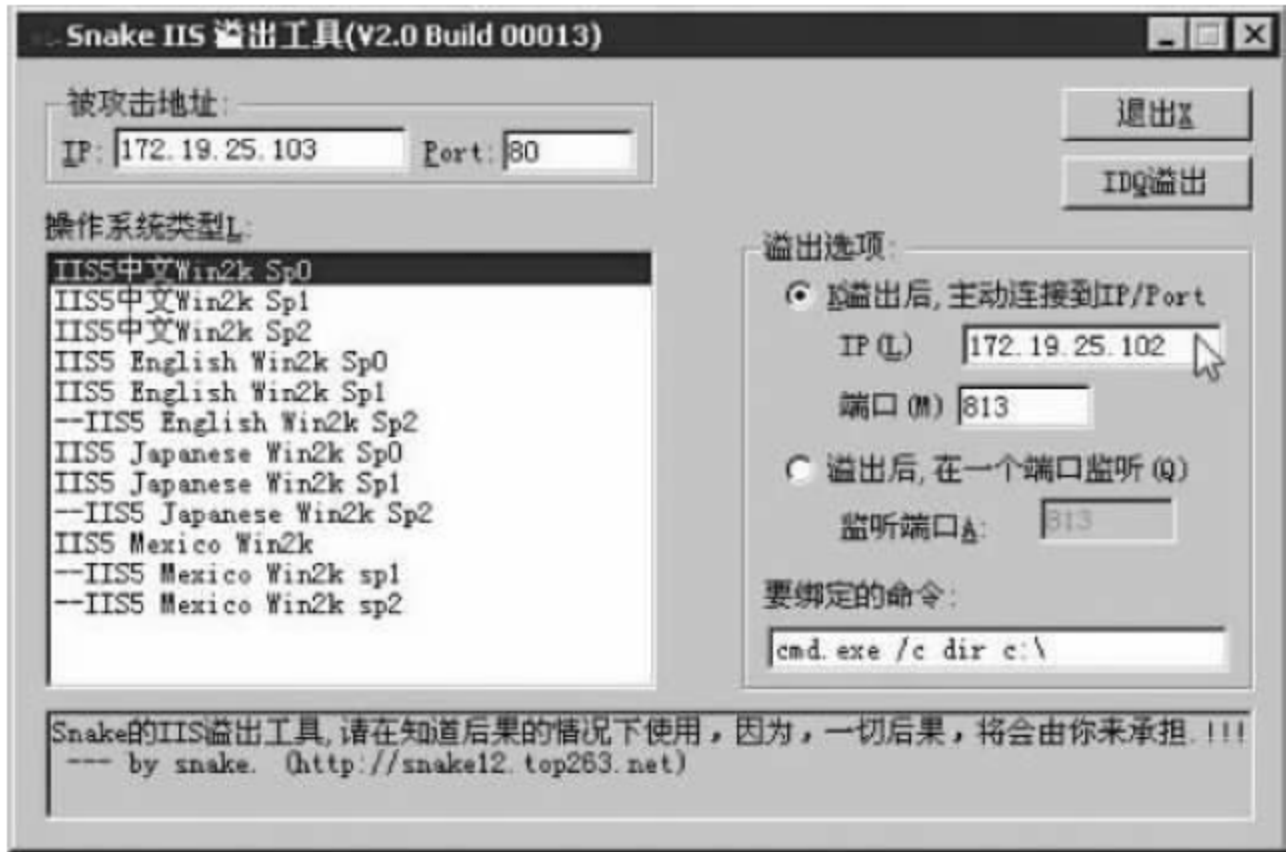 Snake IIS 溢出工具(V2.0 Build 00013)
被攻击地址:
IP: 172.19.25.103 Port: 80
退出X
IDQ溢出
操作系统类型L:
IIS5中文Win2k Sp0
IIS5中文Win2k Sp1
IIS5中文Win2k Sp2
IIS5 English Win2k Sp0
IIS5 English Win2k Sp1
--IIS5 English Win2k Sp2
IIS5 Japanese Win2k Sp0
IIS5 Japanese Win2k Sp1
--IIS5 Japanese Win2k Sp2
IIS5 Mexico Win2k
--IIS5 Mexico Win2k sp1
--IIS5 Mexico Win2k sp2
溢出选项:
溢出后,主动连接到IP/Port
IP(L) 172.19.25.102
端口(M) 813
溢出后,在一个端口监听(Q)
监听端口A: 813
要绑定的命令:
cmd.exe /c dir c:\
Snake的IIS溢出工具,请在知道后果的情况下使用，因为，一切后果，将会由你来承担.!!!
--- by snake. (http://snake12.top263.net)